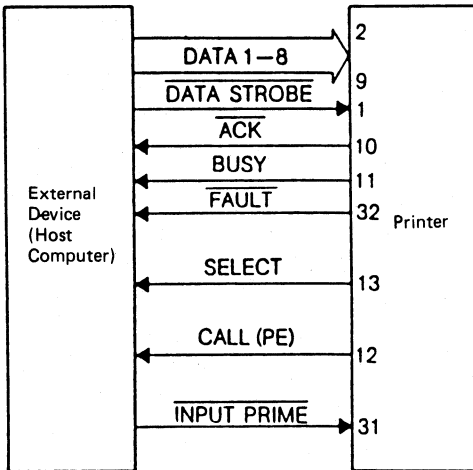 2
DATA 1–8
9
DATA STROBE
1
ACK
10
BUSY
11
FAULT
32
External
Device
(Host
Computer)
Printer
SELECT
13
CALL (PE)
12
INPUT PRIME
31